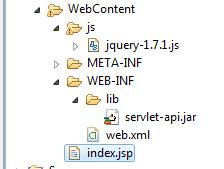 WebContent
js
jquery-1.7.1.js
META-INF
WEB-INF
lib
servlet-api.jar
web.xml
index.jsp